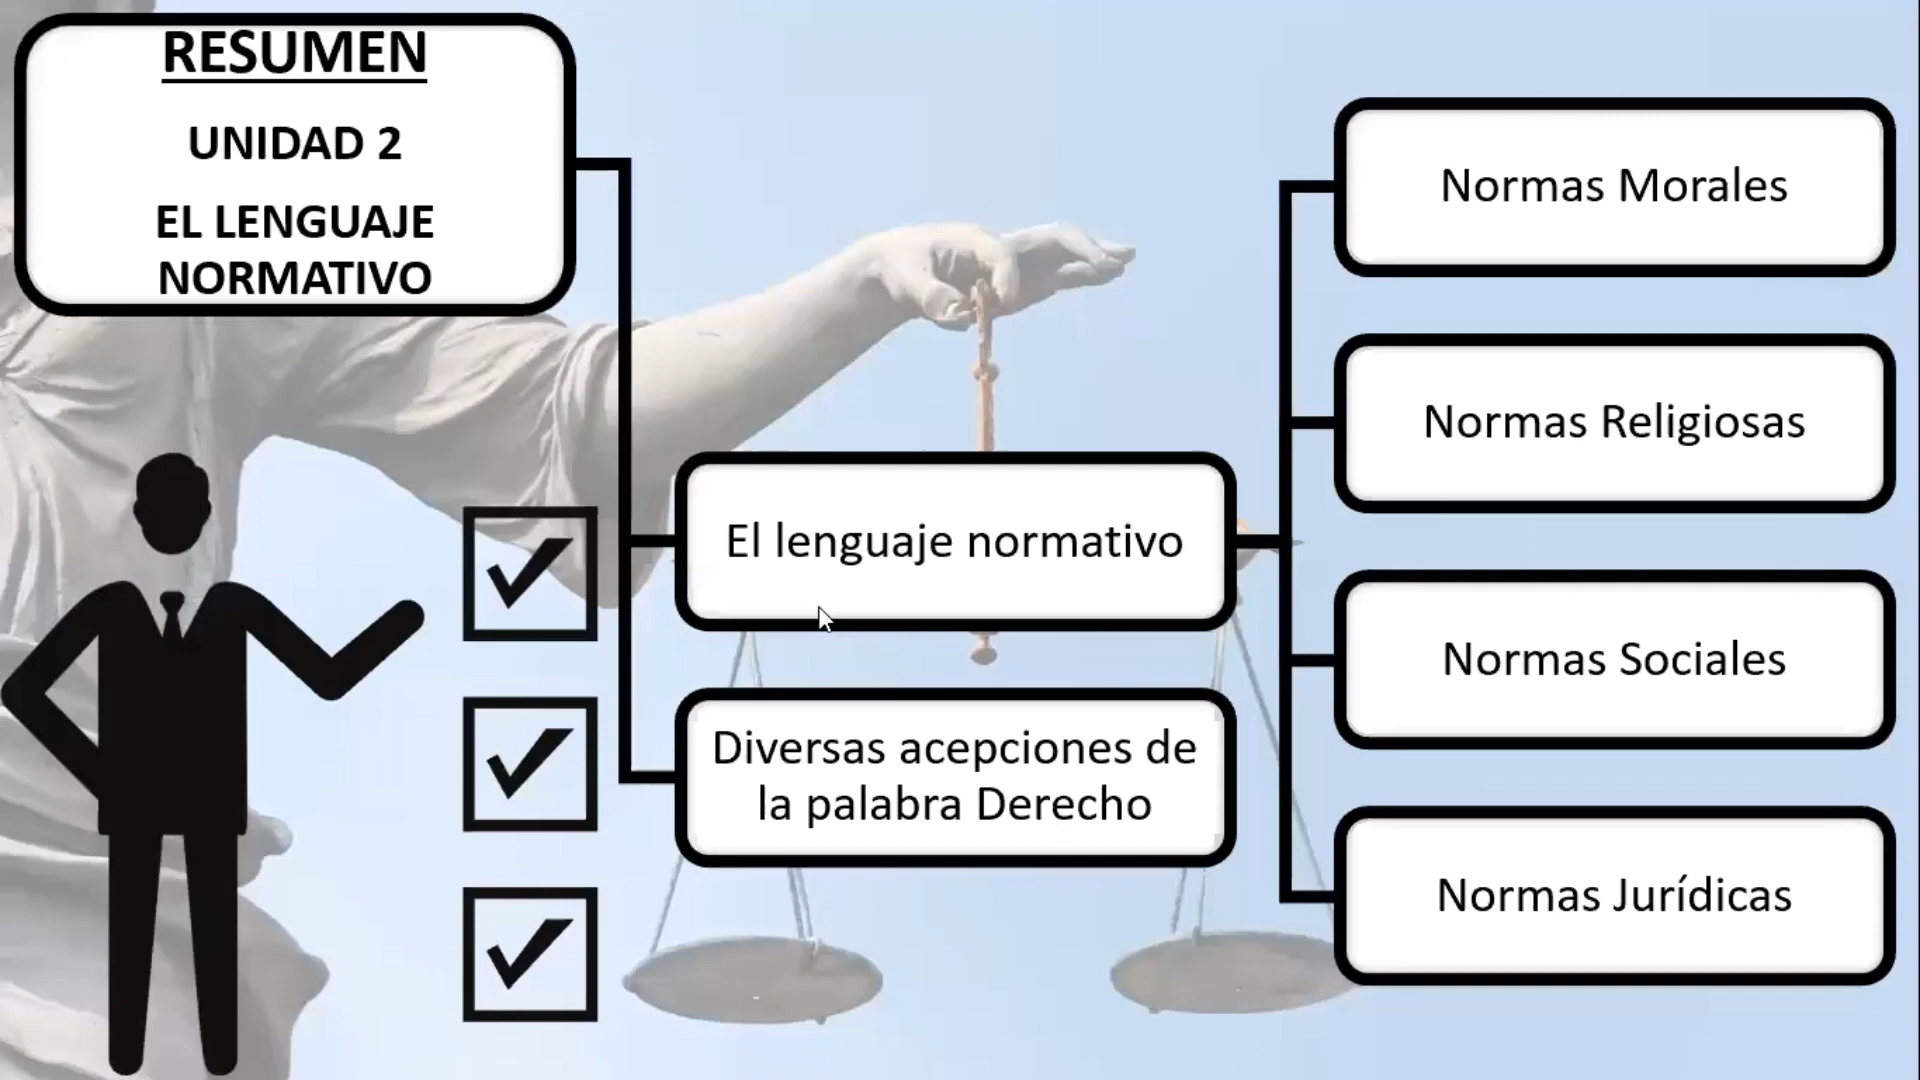 RESUMEN
UNIDAD 2
EL LENGUAJE
NORMATIVO
El lenguaje normativo
Diversas acepciones de
la palabra Derecho
Normas Morales
Normas Religiosas
Normas Sociales
Normas Jurídicas